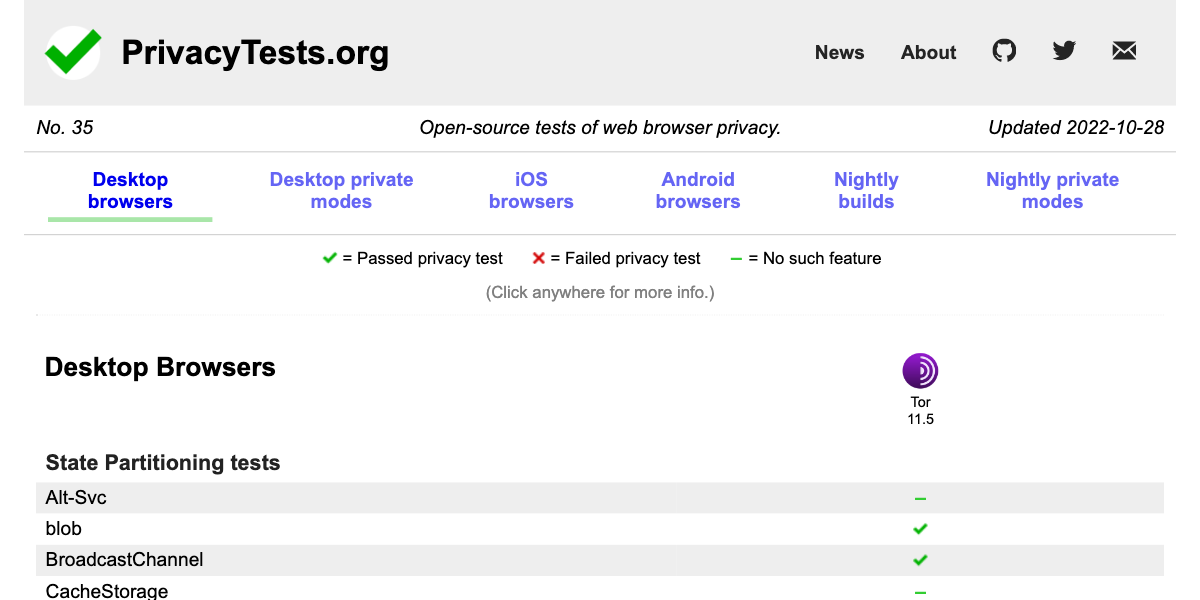 PrivacyTests.org
News About
No. 35 Open-source tests of web browser privacy. Updated 2022-10-28
Desktop browsers
Desktop private modes
iOS browsers
Android browsers
Nightly builds
Nightly private modes
= Passed privacy test = Failed privacy test – = No such feature
(Click anywhere for more info.)
Desktop Browsers
Tor
11.5
State Partitioning tests
Alt-Svc –
blob
BroadcastChannel
CacheStorage –